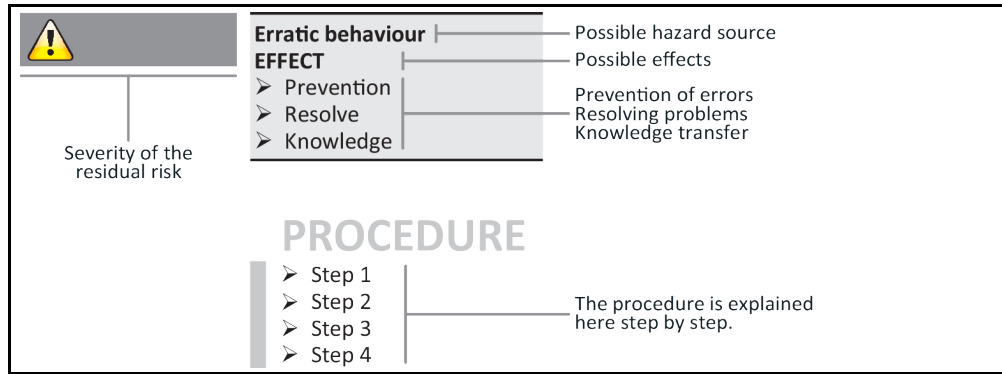 Erratic behaviour
Possible hazard source
EFFECT
Possible effects
➤ Prevention
➤ Resolve
➤ Knowledge
Prevention of errors
Resolving problems
Knowledge transfer
Severity of the
residual risk
PROCEDURE
➤ Step 1
➤ Step 2
➤ Step 3
➤ Step 4
The procedure is explained
here step by step.